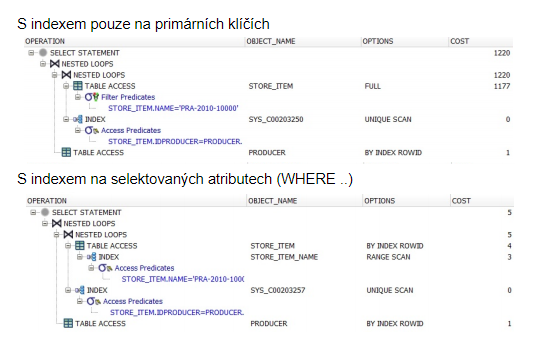 S indexem pouze na primárních klíčích
OPERATION OBJECT_NAME OPTIONS COST
SELECT STATEMENT 1220
NESTED LOOPS
NESTED LOOPS 1220
TABLE ACCESS STORE_ITEM FULL 1177
Filter Predicates
STORE_ITEM.NAME='PRA-2010-10000'
INDEX SYS_C00203250 UNIQUE SCAN 0
Access Predicates
STORE_ITEM.IDPRODUCER=PRODUCER.
TABLE ACCESS PRODUCER BY INDEX ROWID 1
S indexem na selektovaných atributech (WHERE ..)
OPERATION OBJECT_NAME OPTIONS COST
SELECT STATEMENT 5
NESTED LOOPS
NESTED LOOPS 5
TABLE ACCESS STORE_ITEM BY INDEX ROWID 4
INDEX STORE_ITEM_NAME RANGE SCAN 3
Access Predicates
STORE_ITEM.NAME='PRA-2010-100(
INDEX SYS_C00203257 UNIQUE SCAN 0
Access Predicates
STORE_ITEM.IDPRODUCER=PRODUCER.
TABLE ACCESS PRODUCER BY INDEX ROWID 1